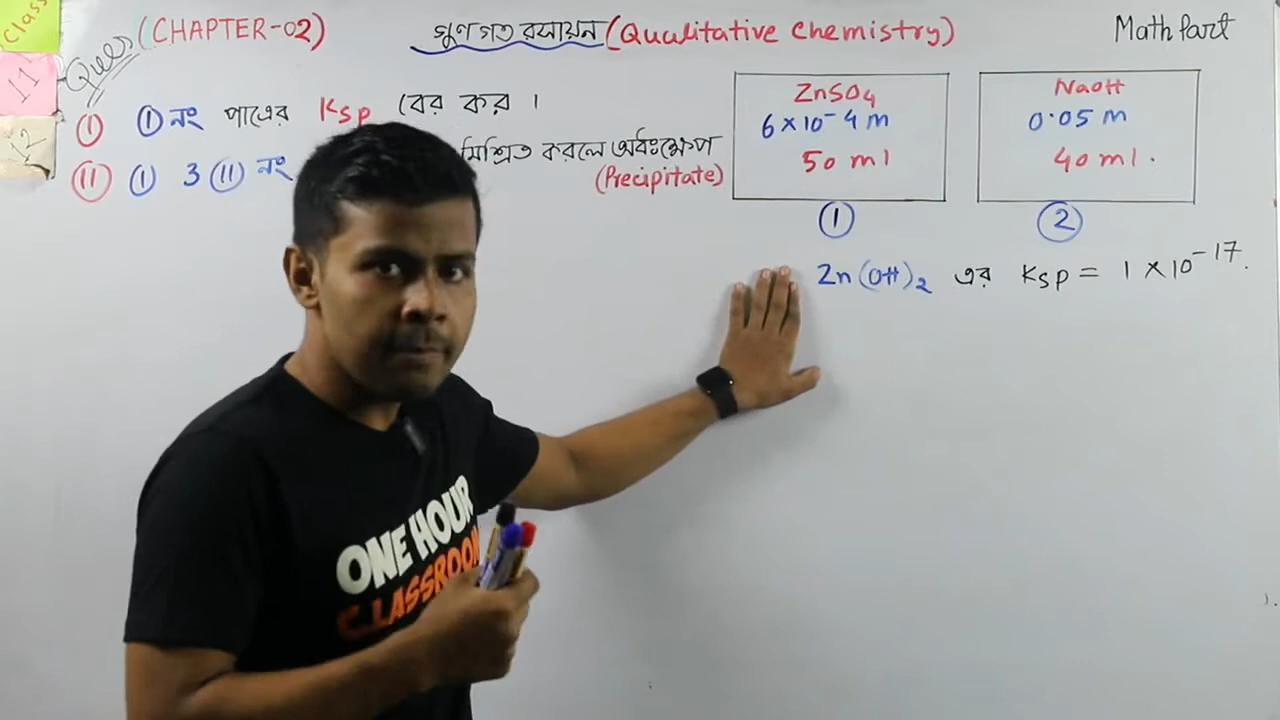 Class
11
12
Ques
(CHAPTER-02)
গুণগত রসায়ন (Qualitative Chemistry)
Math Part
(i) ① নং পাত্রের Ksp বের কর।
(ii) (i) ও (ii) নং মিশ্রিত করলে অধঃক্ষেপ
(Precipitate)
ZnSO4
6 × 10⁻⁴ M
50 ml
①
NaOH
0.05 M
40 ml.
②
Zn(OH)₂ এর Ksp = 1 × 10⁻¹⁷.
ONE HOUR
CLASSROOM